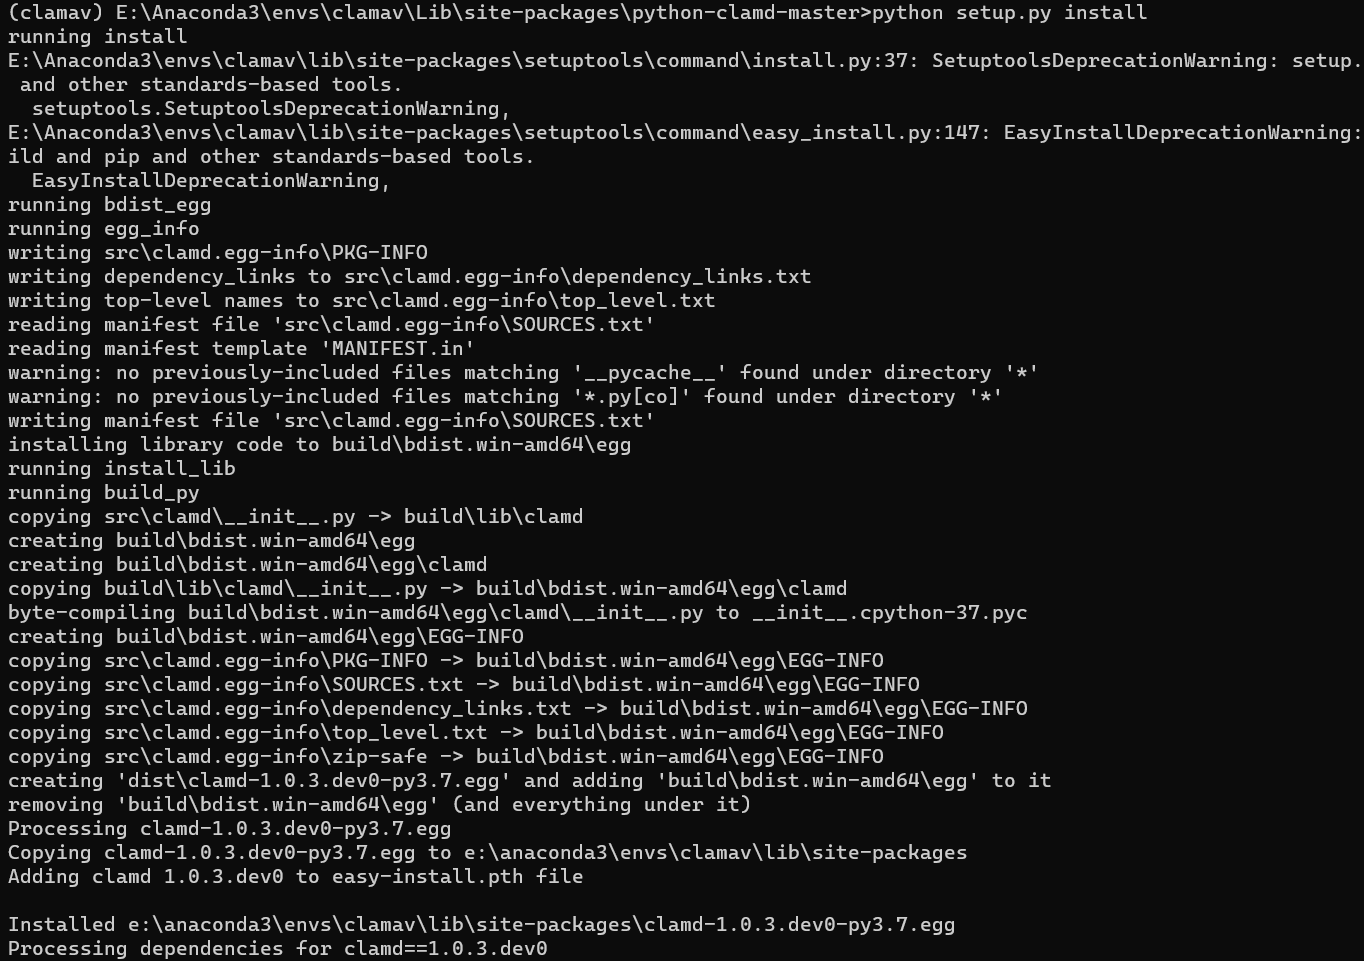 (clamav) E:\Anaconda3\envs\clamav\Lib\site-packages\python-clamd-master>python setup.py install
running install
E:\Anaconda3\envs\clamav\lib\site-packages\setuptools\command\install.py:37: SetuptoolsDeprecationWarning: setup.
 and other standards-based tools.
  setuptools.SetuptoolsDeprecationWarning,
E:\Anaconda3\envs\clamav\lib\site-packages\setuptools\command\easy_install.py:147: EasyInstallDeprecationWarning:
ild and pip and other standards-based tools.
  EasyInstallDeprecationWarning,
running bdist_egg
running egg_info
writing src\clamd.egg-info\PKG-INFO
writing dependency_links to src\clamd.egg-info\dependency_links.txt
writing top-level names to src\clamd.egg-info\top_level.txt
reading manifest file 'src\clamd.egg-info\SOURCES.txt'
reading manifest template 'MANIFEST.in'
warning: no previously-included files matching '__pycache__' found under directory '*'
warning: no previously-included files matching '*.py[co]' found under directory '*'
writing manifest file 'src\clamd.egg-info\SOURCES.txt'
installing library code to build\bdist.win-amd64\egg
running install_lib
running build_py
copying src\clamd\__init__.py -> build\lib\clamd
creating build\bdist.win-amd64\egg
creating build\bdist.win-amd64\egg\clamd
copying build\lib\clamd\__init__.py -> build\bdist.win-amd64\egg\clamd
byte-compiling build\bdist.win-amd64\egg\clamd\__init__.py to __init__.cpython-37.pyc
creating build\bdist.win-amd64\egg\EGG-INFO
copying src\clamd.egg-info\PKG-INFO -> build\bdist.win-amd64\egg\EGG-INFO
copying src\clamd.egg-info\SOURCES.txt -> build\bdist.win-amd64\egg\EGG-INFO
copying src\clamd.egg-info\dependency_links.txt -> build\bdist.win-amd64\egg\EGG-INFO
copying src\clamd.egg-info\top_level.txt -> build\bdist.win-amd64\egg\EGG-INFO
copying src\clamd.egg-info\zip-safe -> build\bdist.win-amd64\egg\EGG-INFO
creating 'dist\clamd-1.0.3.dev0-py3.7.egg' and adding 'build\bdist.win-amd64\egg' to it
removing 'build\bdist.win-amd64\egg' (and everything under it)
Processing clamd-1.0.3.dev0-py3.7.egg
Copying clamd-1.0.3.dev0-py3.7.egg to e:\anaconda3\envs\clamav\lib\site-packages
Adding clamd 1.0.3.dev0 to easy-install.pth file

Installed e:\anaconda3\envs\clamav\lib\site-packages\clamd-1.0.3.dev0-py3.7.egg
Processing dependencies for clamd==1.0.3.dev0